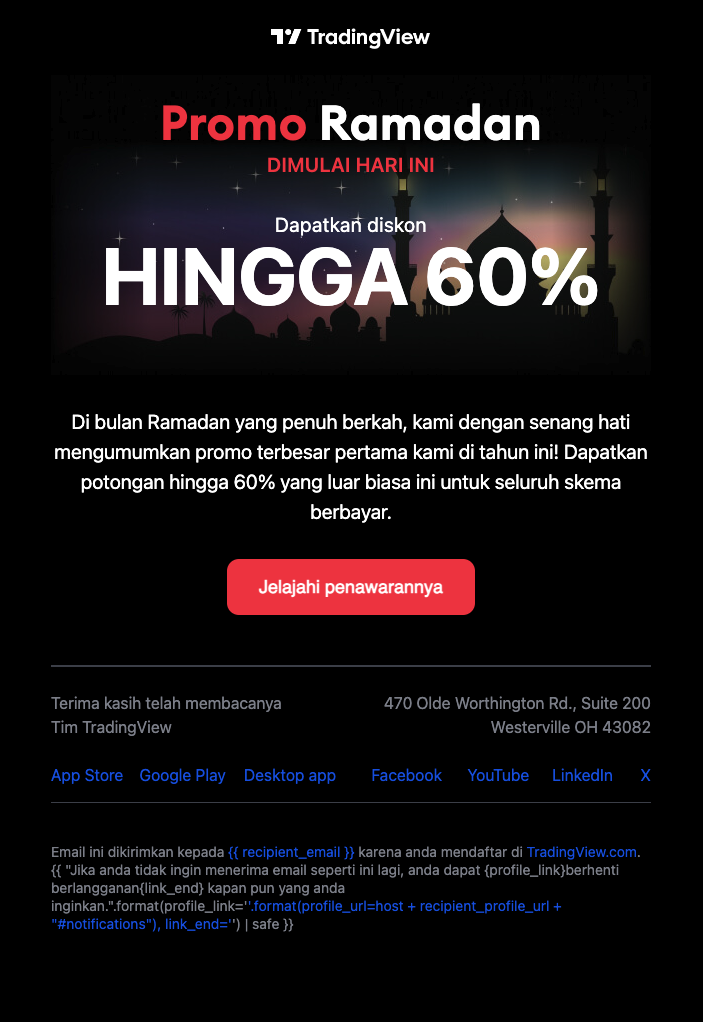 TradingView
Promo Ramadan
DIMULAI HARI INI
Dapatkan diskon
HINGGA 60%
Di bulan Ramadan yang penuh berkah, kami dengan senang hati
mengumumkan promo terbesar pertama kami di tahun ini! Dapatkan
potongan hingga 60% yang luar biasa ini untuk seluruh skema
berbayar.
Jelajahi penawarannya
Terima kasih telah membacanya
Tim TradingView
470 Olde Worthington Rd., Suite 200
Westerville OH 43082
App Store Google Play Desktop app Facebook YouTube LinkedIn X
Email ini dikirimkan kepada {{ recipient_email }} karena anda mendaftar di TradingView.com.
{{ "Jika anda tidak ingin menerima email seperti ini lagi, anda dapat {profile_link}berhenti
berlangganan{link_end} kapan pun yang anda
inginkan.".format(profile_link=''.format(profile_url=host + recipient_profile_url +
"#notifications"), link_end='') | safe }}